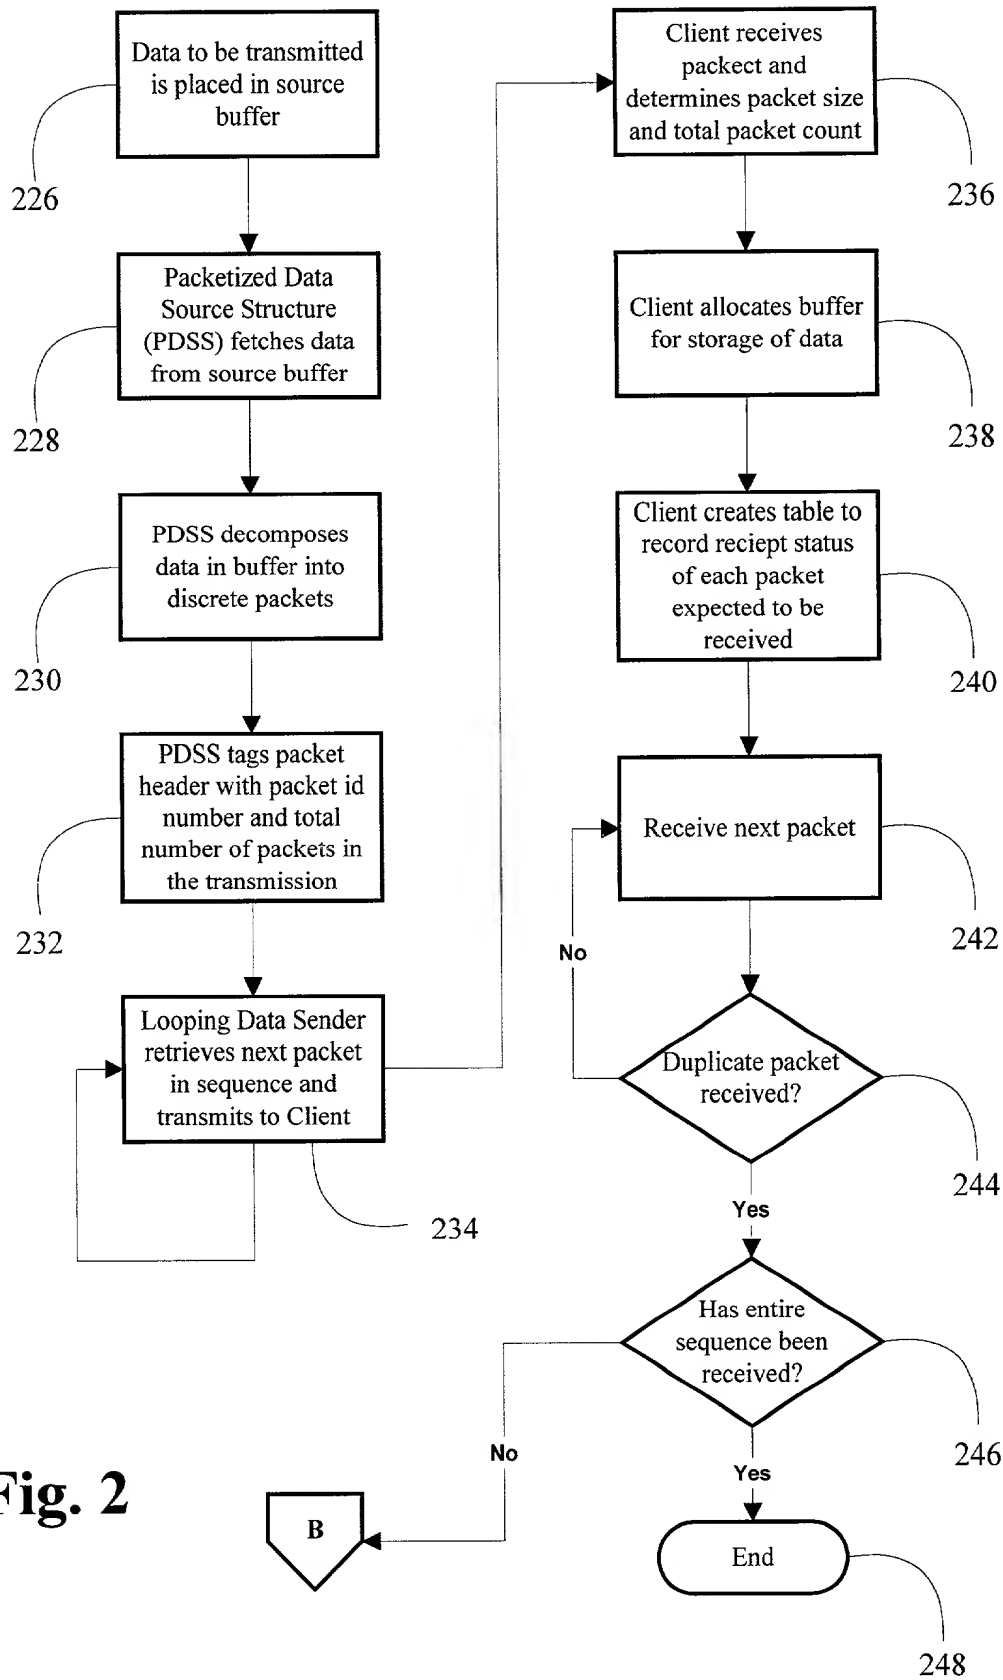 Data to be transmitted
is placed in source
buffer
226
Packetized Data
Source Structure
(PDSS) fetches data
from source buffer
228
PDSS decomposes
data in buffer into
discrete packets
230
PDSS tags packet
header with packet id
number and total
number of packets in
the transmission
232
Looping Data Sender
retrieves next packet
in sequence and
transmits to Client
234
Client receives
packect and
determines packet size
and total packet count
236
Client allocates buffer
for storage of data
238
Client creates table to
record reciept status
of each packet
expected to be
received
240
Receive next packet
242
No
Duplicate packet
received?
244
Yes
Has entire
sequence been
received?
246
No
Yes
B
End
248
Fig. 2